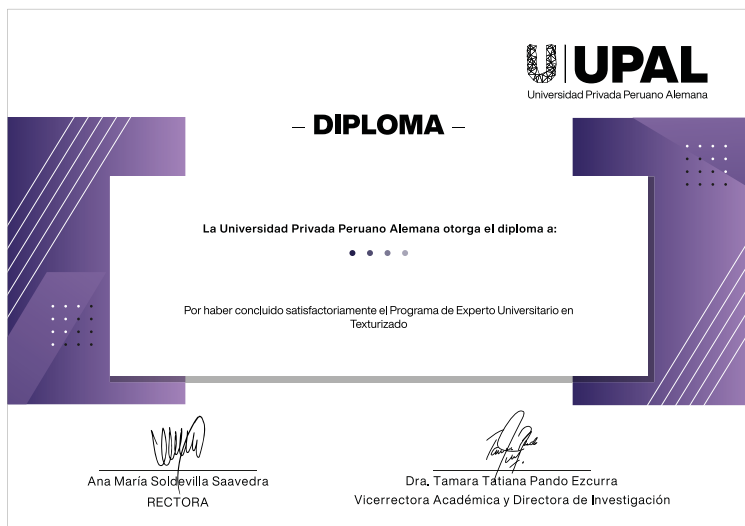 UPAL
Universidad Privada Peruano Alemana
– DIPLOMA –
La Universidad Privada Peruano Alemana otorga el diploma a:
Por haber concluido satisfactoriamente el Programa de Experto Universitario en
Texturizado
Ana María Soldevilla Saavedra
RECTORA
Dra. Tamara Tatiana Pando Ezcurra
Vicerrectora Académica y Directora de Investigación